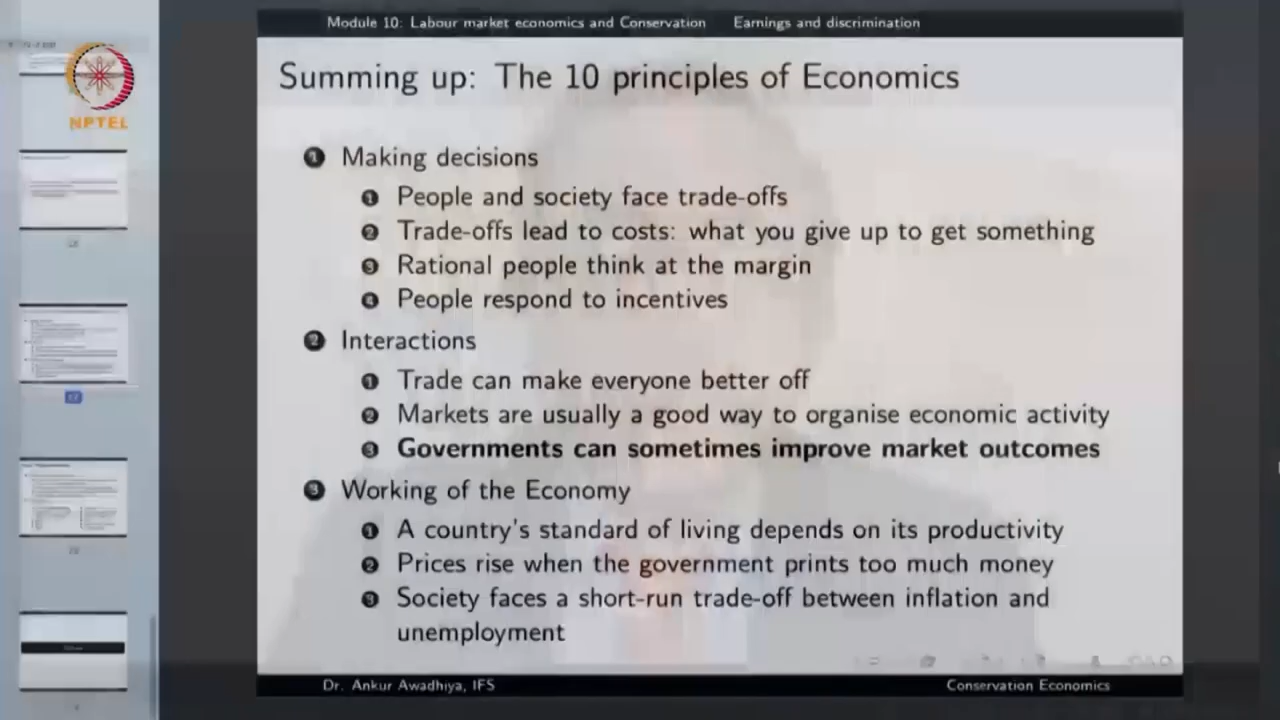 Module 10: Labour market economics and Conservation Earnings and discrimination
NPTEL
Summing up: The 10 principles of Economics
1 Making decisions
1 People and society face trade-offs
2 Trade-offs lead to costs: what you give up to get something
3 Rational people think at the margin
4 People respond to incentives
2 Interactions
1 Trade can make everyone better off
2 Markets are usually a good way to organise economic activity
3 Governments can sometimes improve market outcomes
3 Working of the Economy
1 A country's standard of living depends on its productivity
2 Prices rise when the government prints too much money
3 Society faces a short-run trade-off between inflation and
unemployment
Dr. Ankur Awadhiya, IFS Conservation Economics